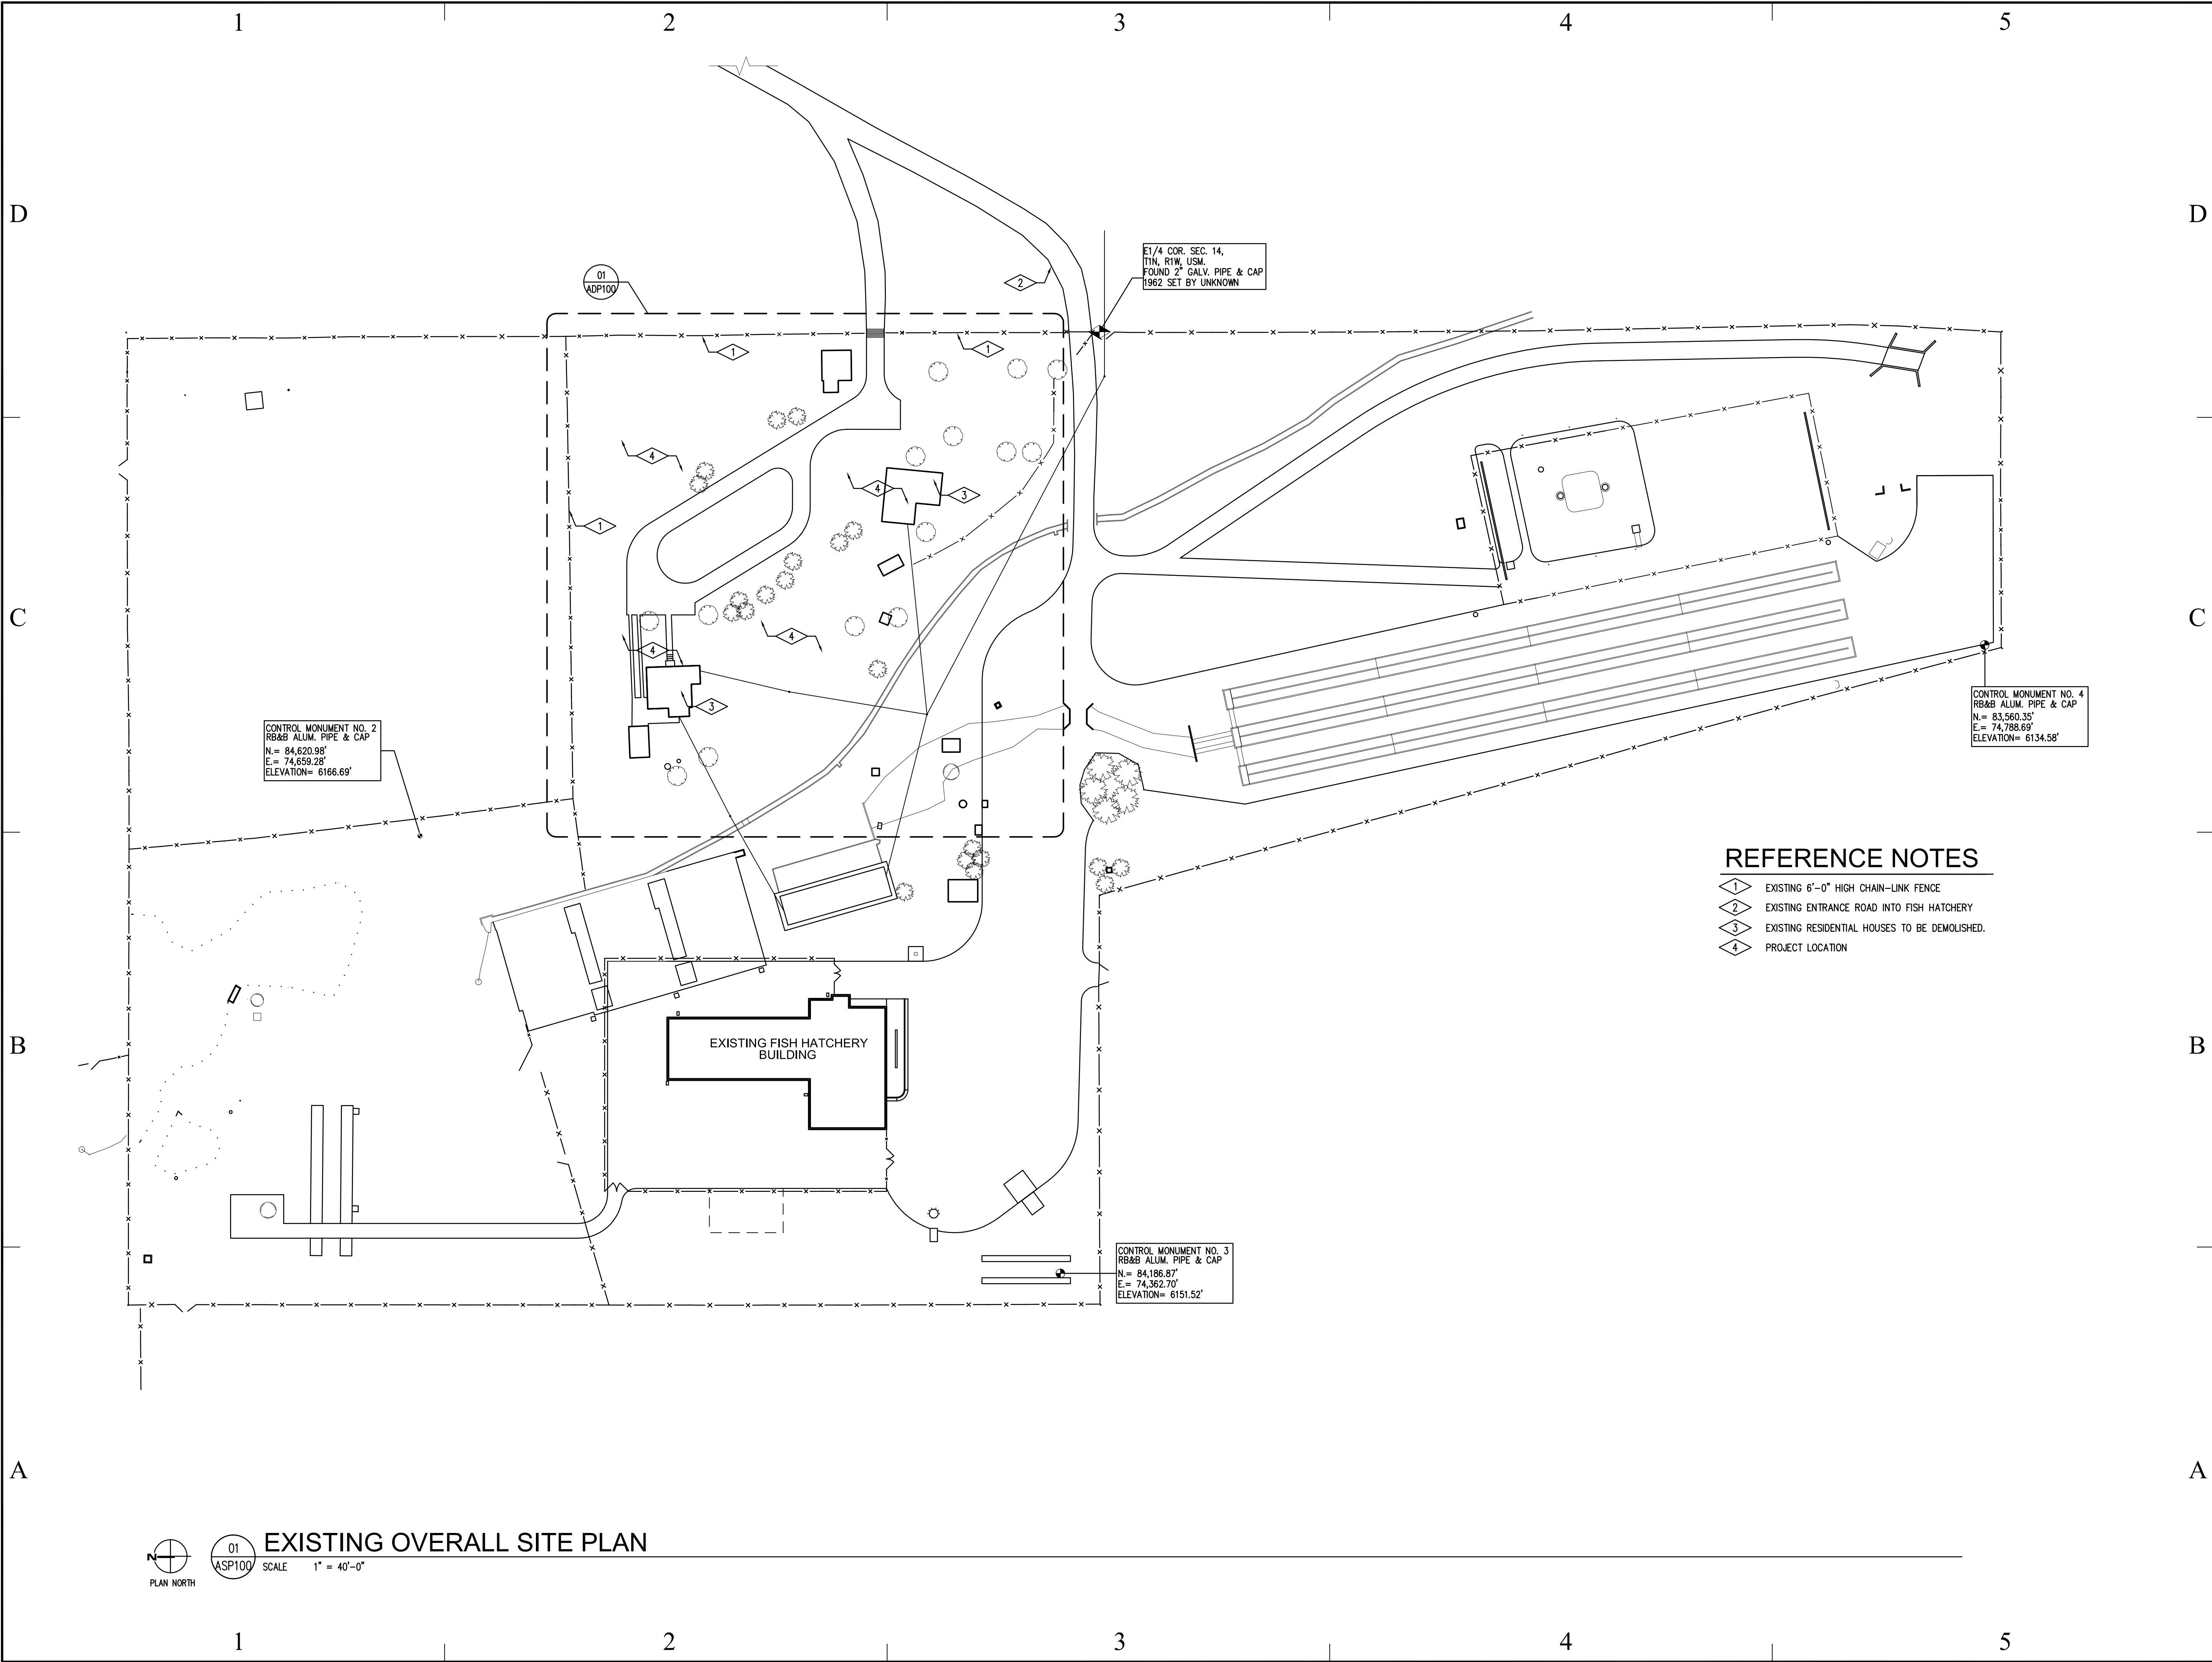 1 2 3 4 5
D D
E1/4 COR. SEC. 14,
T1N, R1W, USM.
FOUND 2" GALV. PIPE & CAP
1962 SET BY UNKNOWN
01
ADP100
2
1
1
4
4
3
1
C C
4
4
3
CONTROL MONUMENT NO. 4
RB&B ALUM. PIPE & CAP
N.= 83,560.35'
E.= 74,788.69'
ELEVATION= 6134.58'
CONTROL MONUMENT NO. 2
RB&B ALUM. PIPE & CAP
N.= 84,620.98'
E.= 74,659.28'
ELEVATION= 6166.69'
REFERENCE NOTES
1 EXISTING 6'-0" HIGH CHAIN-LINK FENCE
2 EXISTING ENTRANCE ROAD INTO FISH HATCHERY
3 EXISTING RESIDENTIAL HOUSES TO BE DEMOLISHED.
4 PROJECT LOCATION
B B
EXISTING FISH HATCHERY
BUILDING
CONTROL MONUMENT NO. 3
RB&B ALUM. PIPE & CAP
N.= 84,186.87'
E.= 74,362.70'
ELEVATION= 6151.52'
A A
N
PLAN NORTH
01
ASP100
EXISTING OVERALL SITE PLAN
SCALE 1" = 40'-0"
1 2 3 4 5